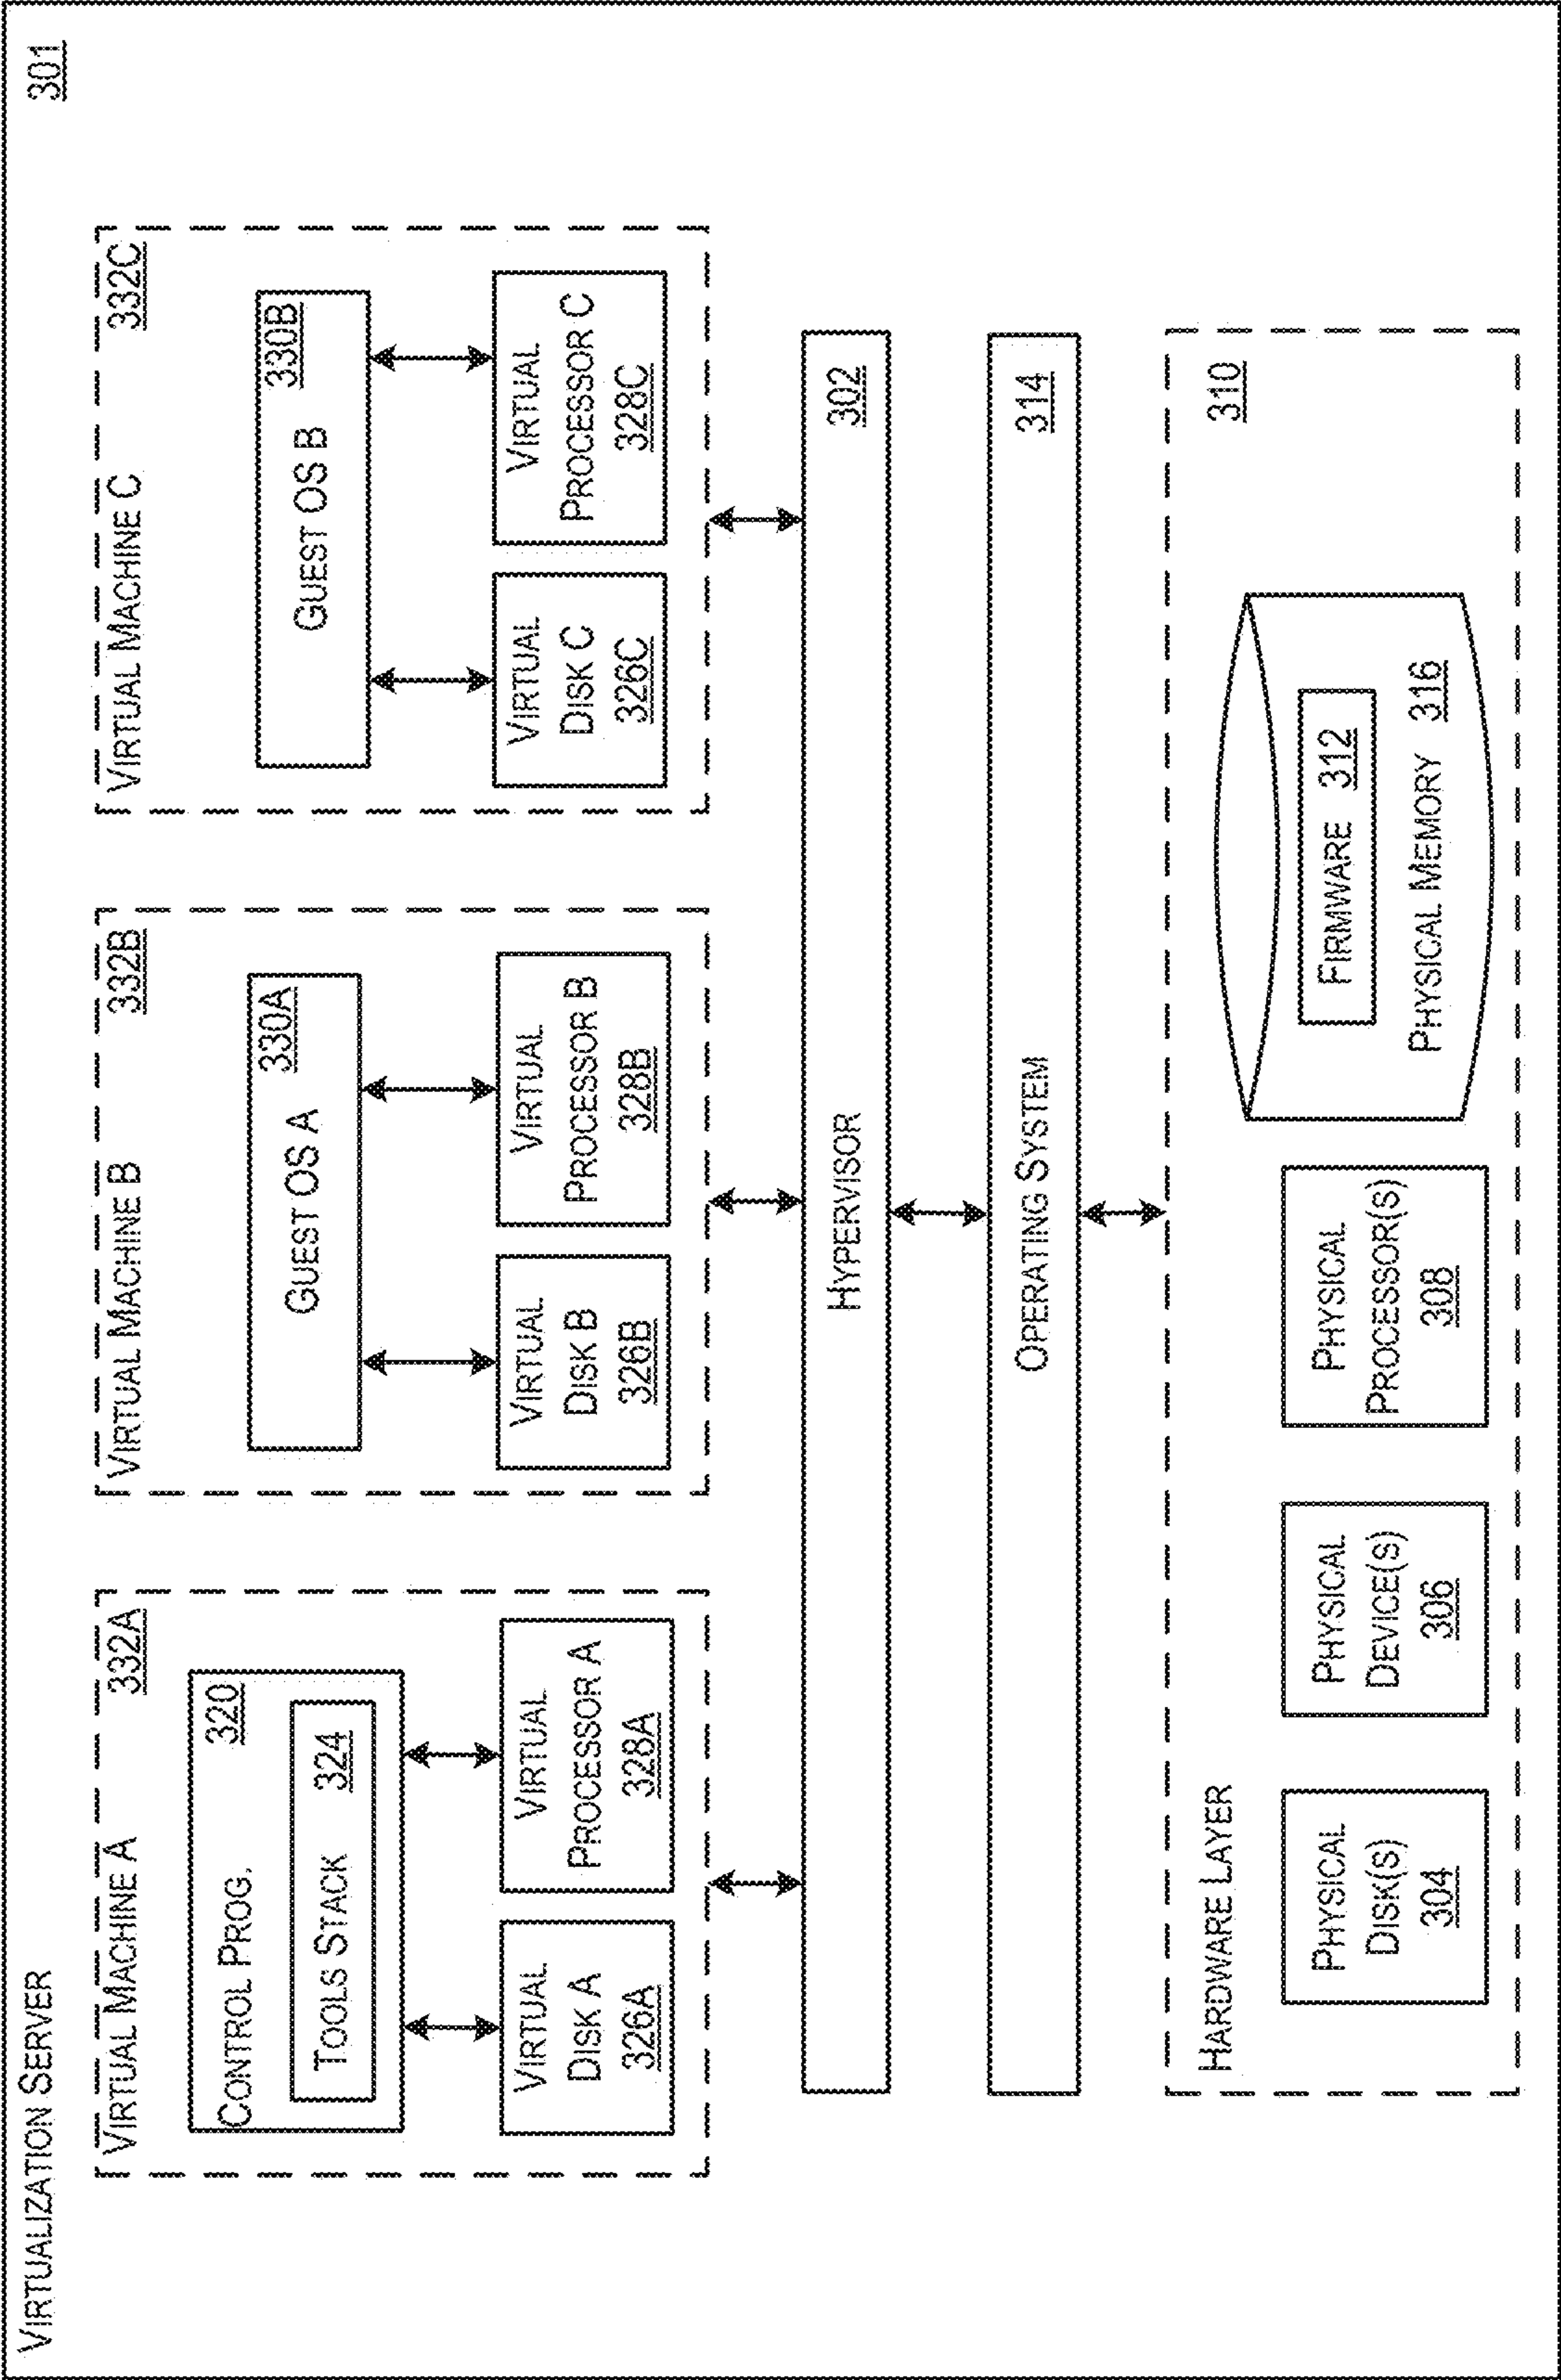 VIRTUALIZATION SERVER 301
VIRTUAL MACHINE A 332A
CONTROL PROG. 320
TOOLS STACK 324
VIRTUAL
DISK A
326A
VIRTUAL
PROCESSOR A
328A
VIRTUAL MACHINE B 332B
GUEST OS A 330A
VIRTUAL
DISK B
326B
VIRTUAL
PROCESSOR B
328B
VIRTUAL MACHINE C 332C
GUEST OS B 330B
VIRTUAL
DISK C
326C
VIRTUAL
PROCESSOR C
328C
HYPERVISOR 302
OPERATING SYSTEM 314
HARDWARE LAYER 310
PHYSICAL
DISK(S)
304
PHYSICAL
DEVICE(S)
306
PHYSICAL
PROCESSOR(S)
308
FIRMWARE 312
PHYSICAL MEMORY 316